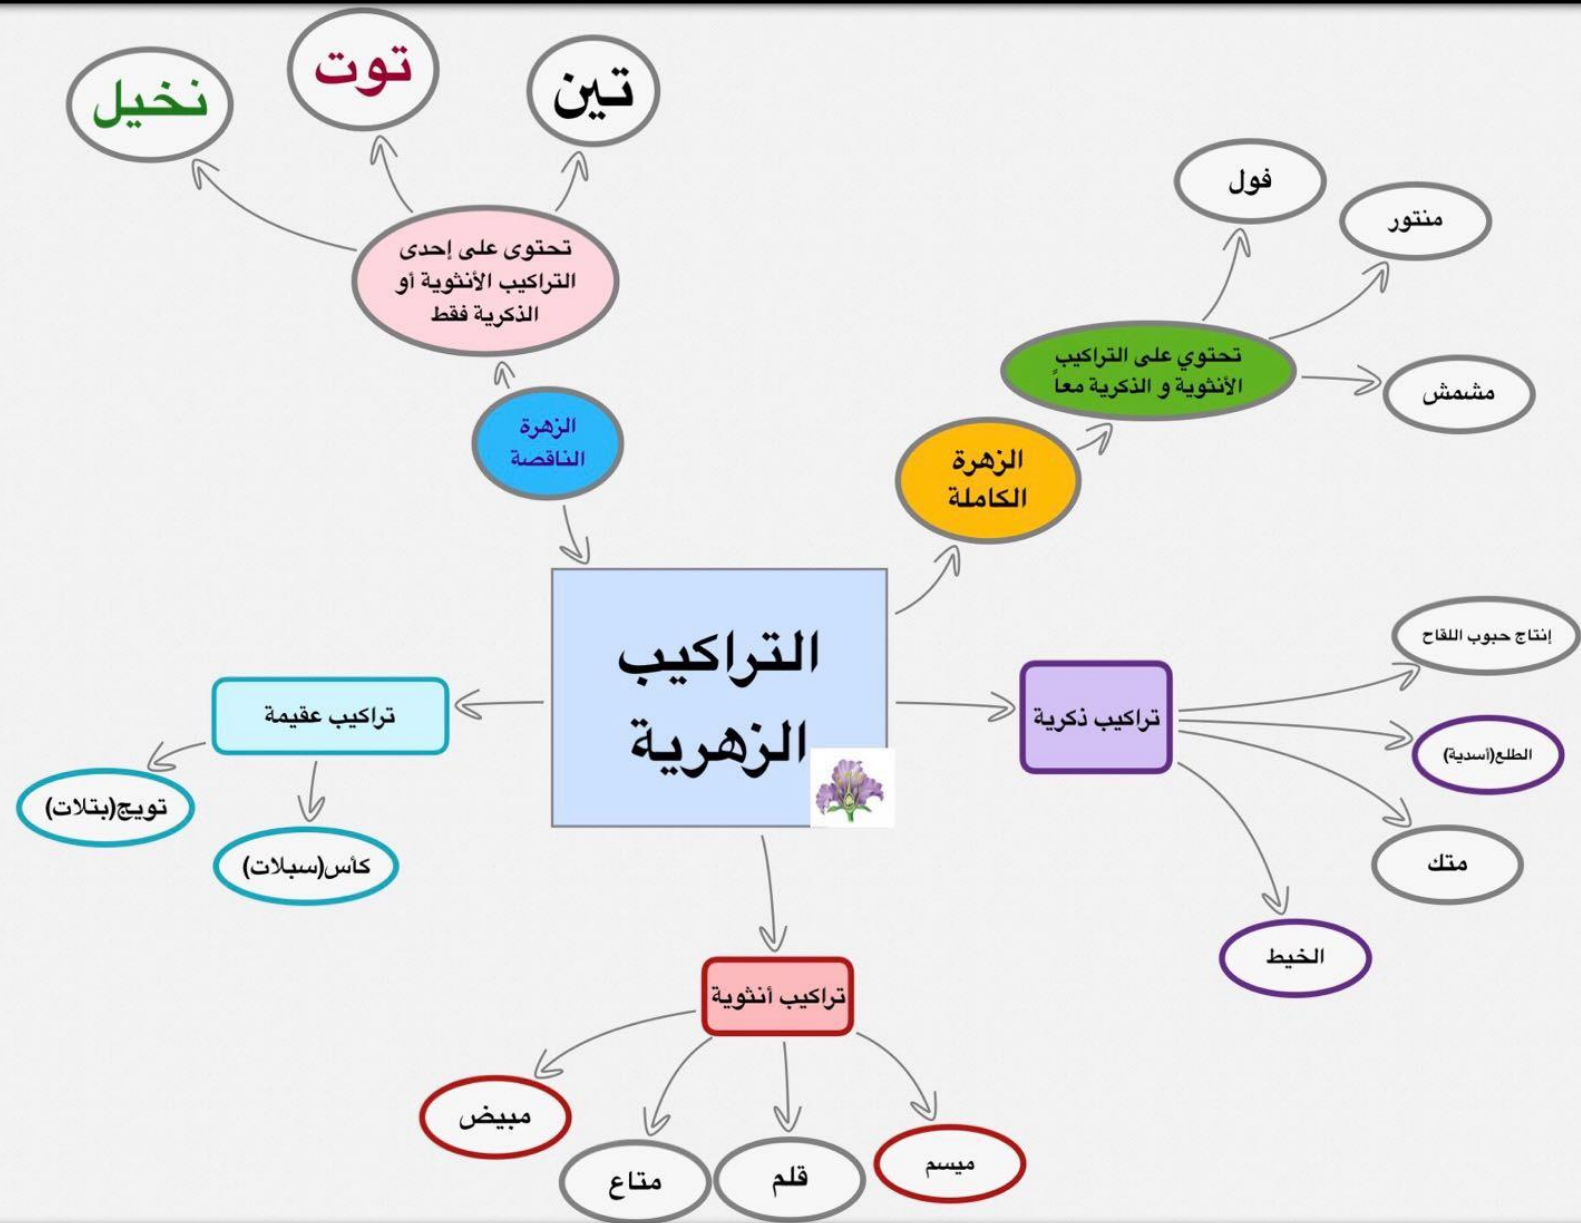 التراكيب
الزهرية
الزهرة
الكاملة
تحتوي على التراكيب
الأنثوية و الذكرية معاً
فول
منتور
مشمش
تراكيب ذكرية
إنتاج حبوب اللقاح
الطلع(أسدية)
متك
الخيط
تراكيب أنثوية
ميسم
قلم
متاع
مبيض
تراكيب عقيمة
كأس(سبلات)
تويج(بتلات)
الزهرة
الناقصة
تحتوى على إحدى
التراكيب الأنثوية أو
الذكرية فقط
تين
توت
نخيل